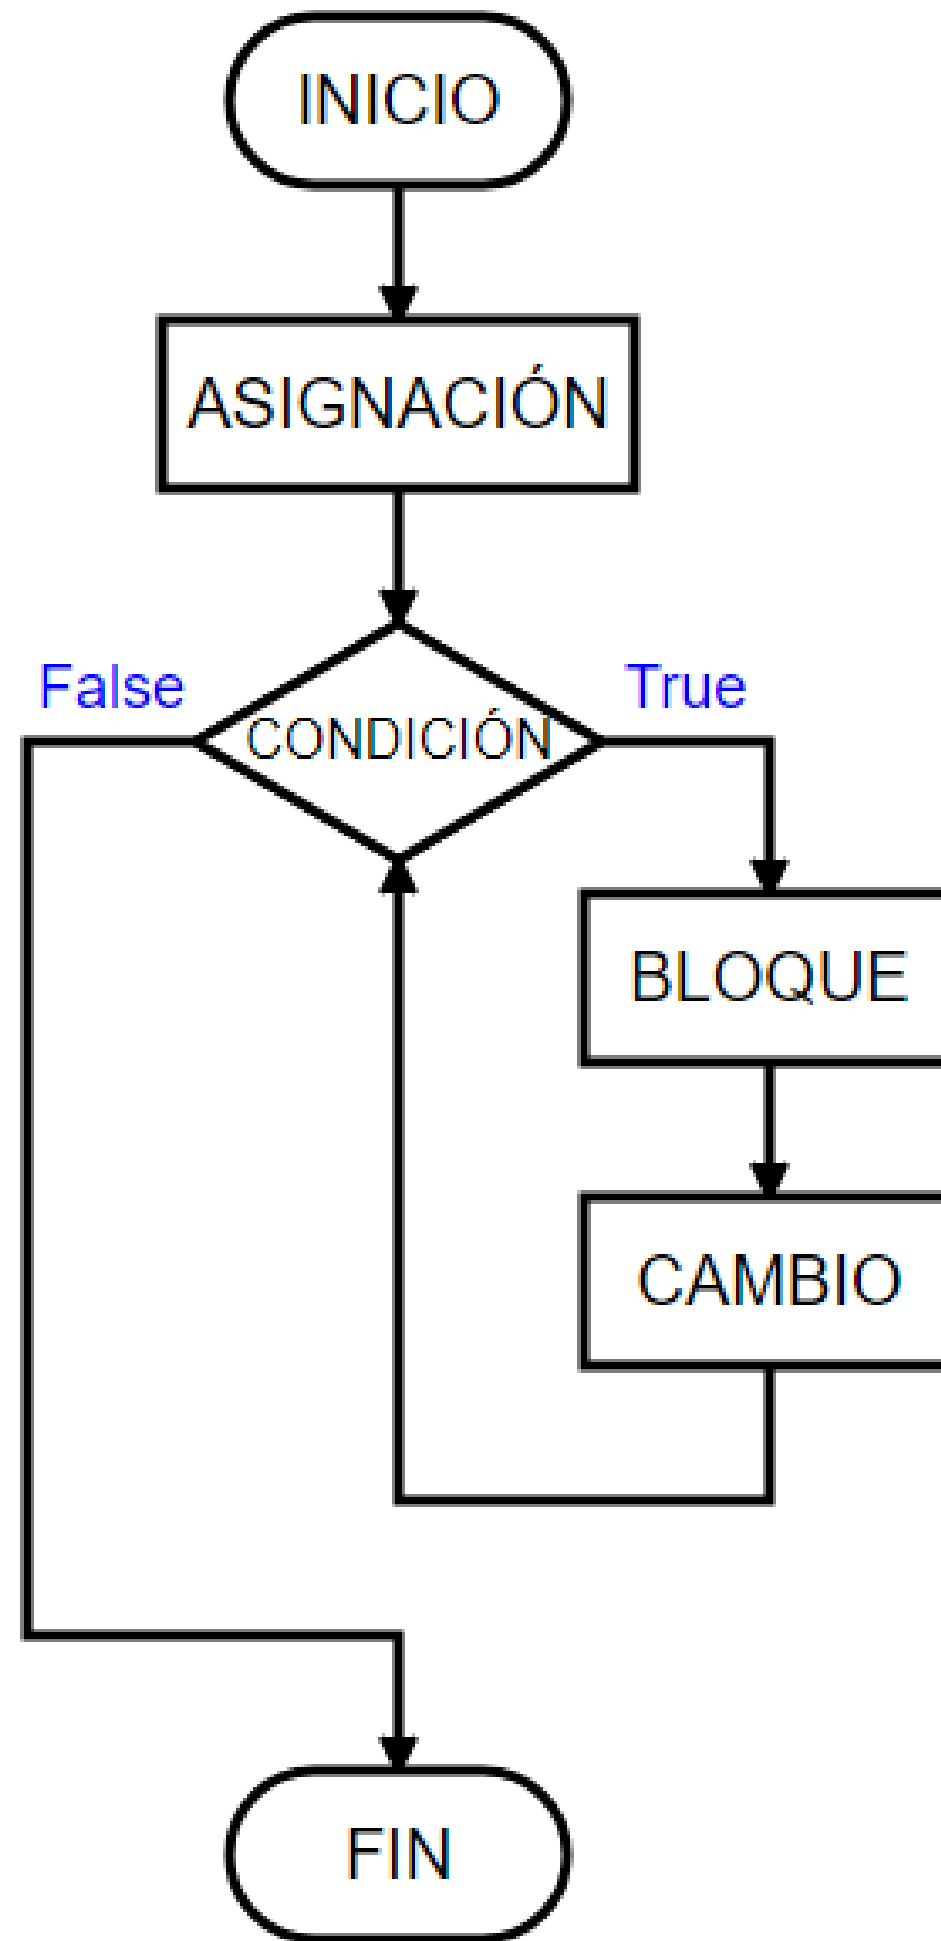 INICIO
ASIGNACIÓN
False
True
CONDICIÓN
BLOQUE
CAMBIO
FIN